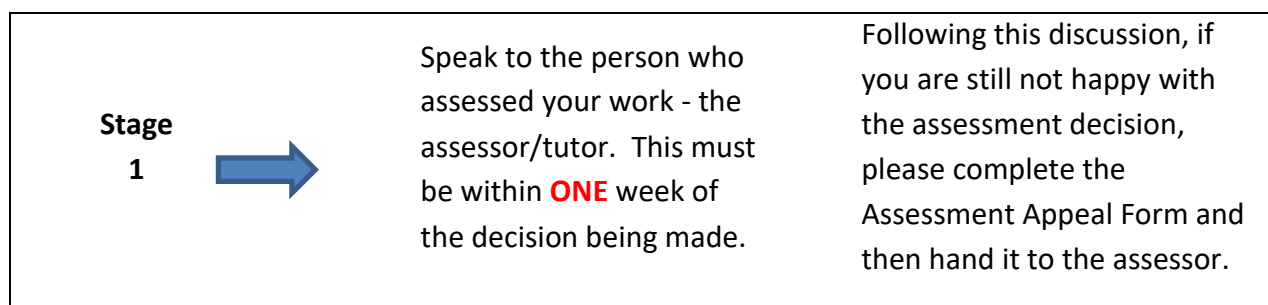 Stage
1
Speak to the person who
assessed your work - the
assessor/tutor.  This must
be within ONE week of
the decision being made.
Following this discussion, if
you are still not happy with
the assessment decision,
please complete the
Assessment Appeal Form and
then hand it to the assessor.